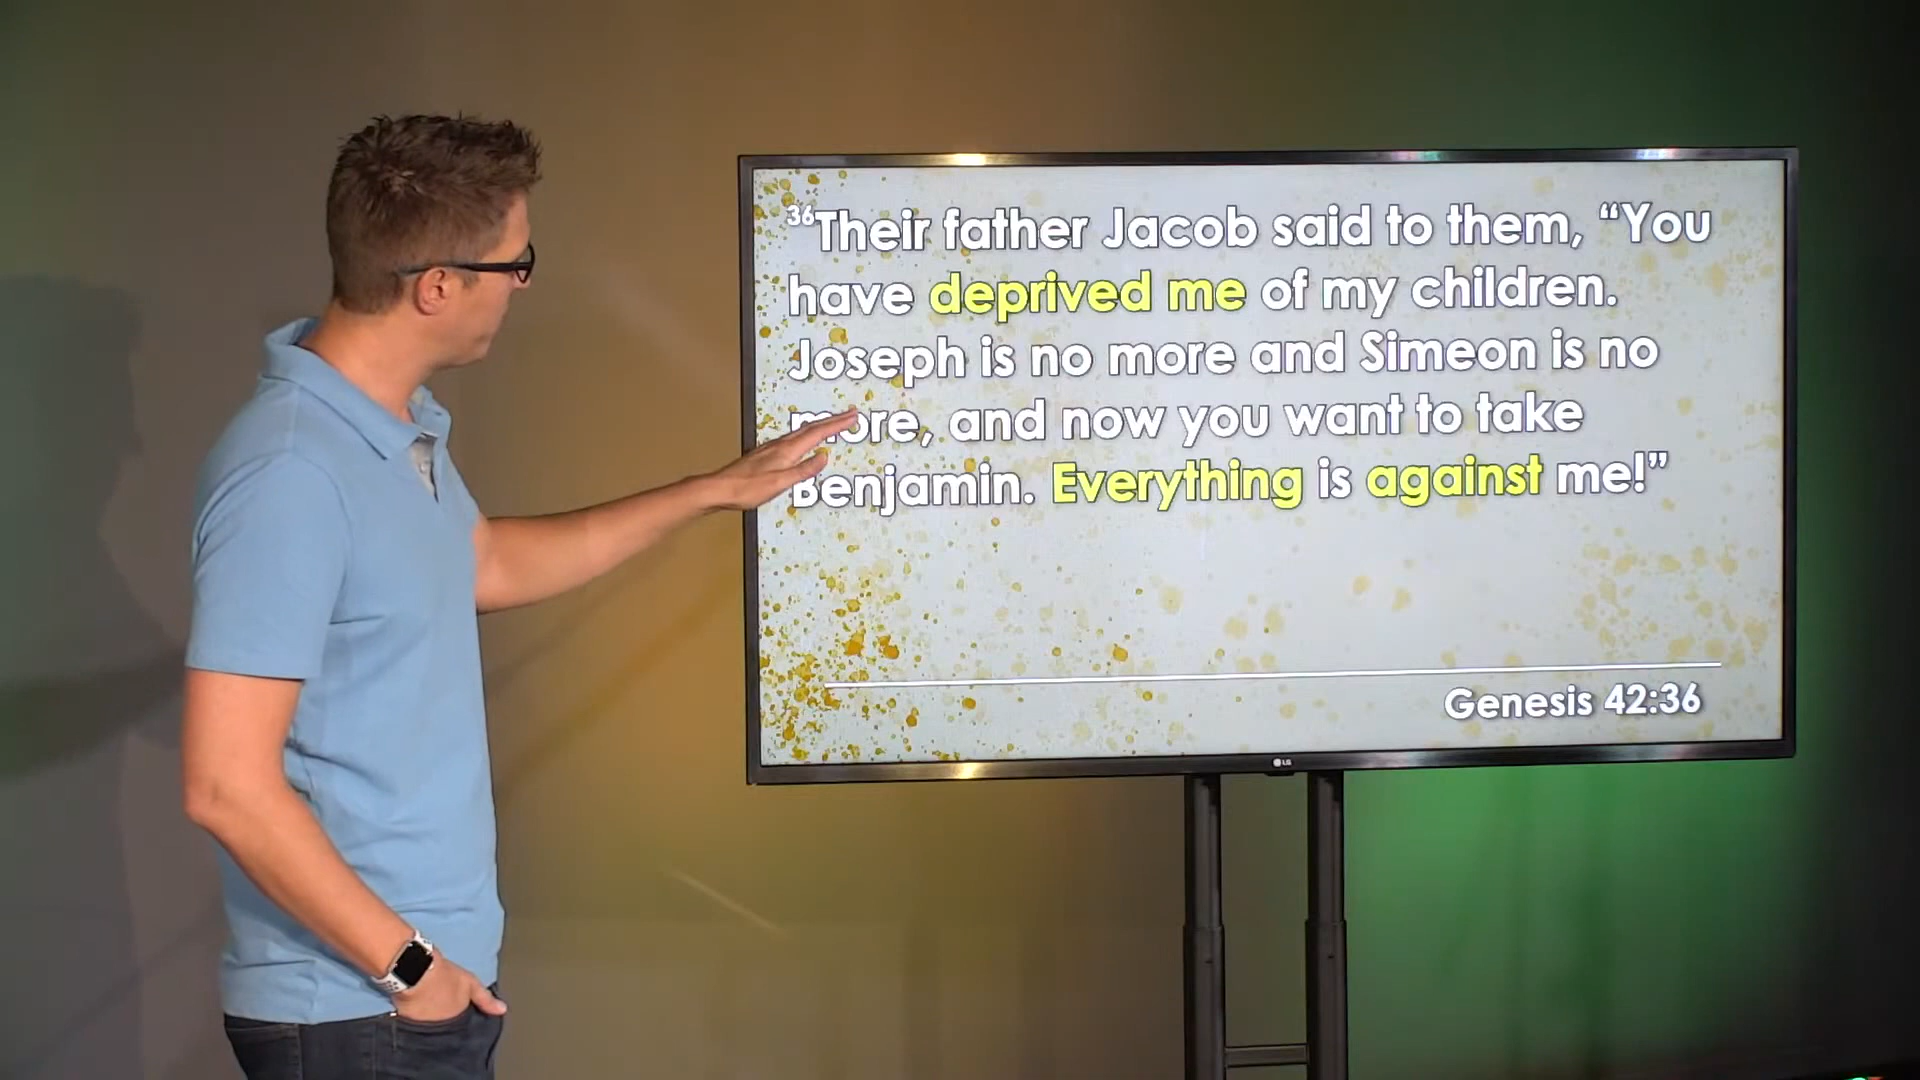 36Their father Jacob said to them, “You
have deprived me of my children.
Joseph is no more and Simeon is no
more, and now you want to take
Benjamin. Everything is against me!”
Genesis 42:36
LG